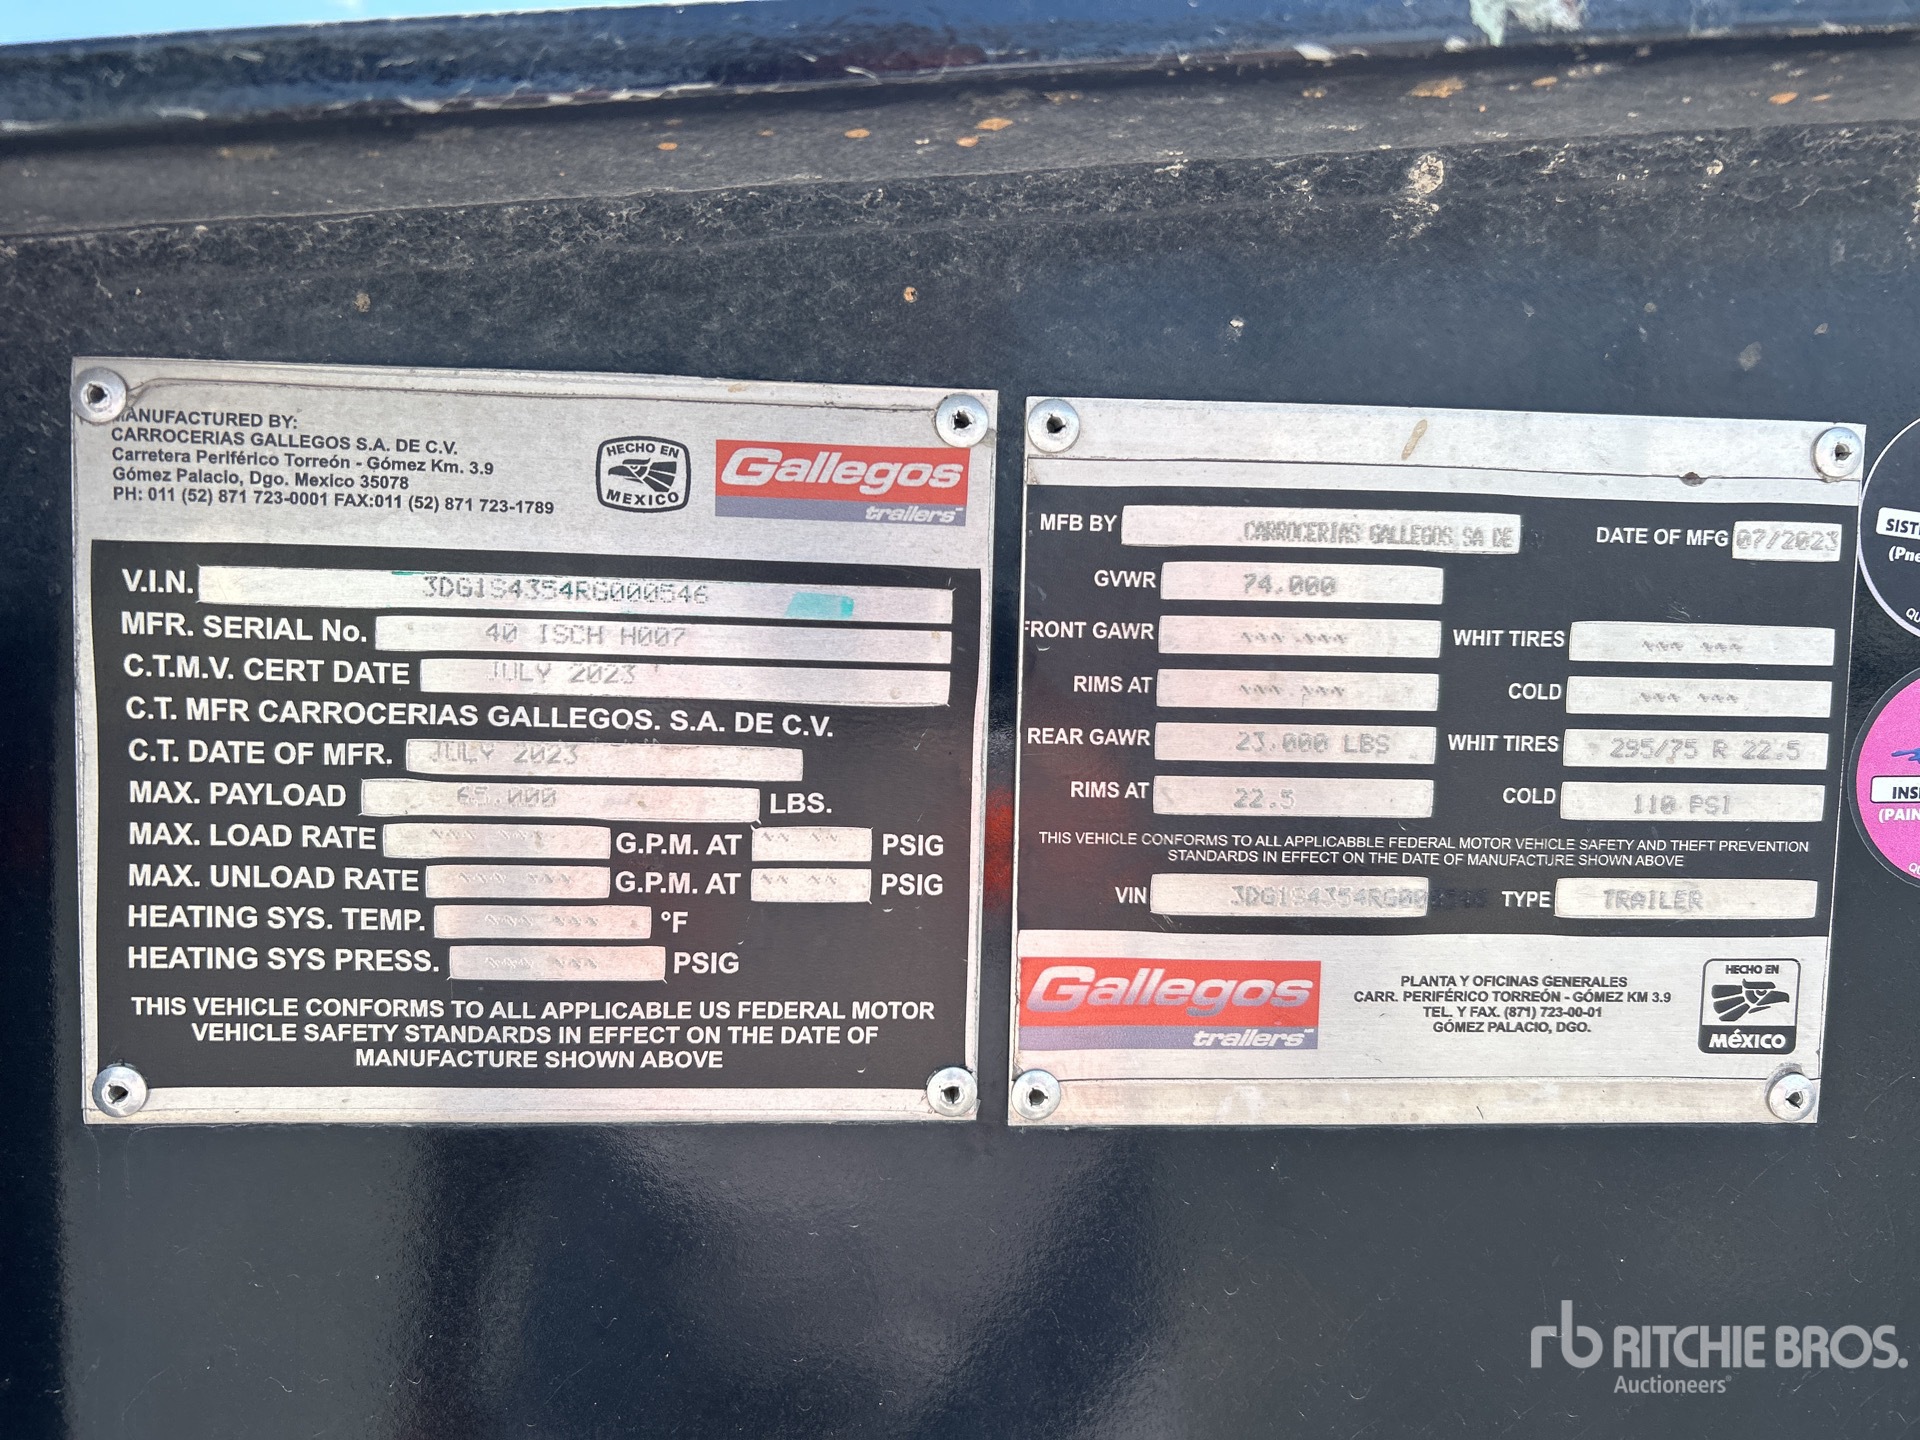 MANUFACTURED BY:
CARROCERIAS GALLEGOS S.A. DE C.V.
Carretera Periférico Torreón - Gómez Km. 3.9
Gómez Palacio, Dgo. Mexico 35078
PH: 011 (52) 871 723-0001 FAX:011 (52) 871 723-1789
HECHO EN
MEXICO
Gallegos
trailers
V.I.N. 3DG1S4354RG000546
MFR. SERIAL No. 40 ISCH H007
C.T.M.V. CERT DATE JULY 2023
C.T. MFR CARROCERIAS GALLEGOS. S.A. DE C.V.
C.T. DATE OF MFR. JULY 2023
MAX. PAYLOAD 65.000 LBS.
MAX. LOAD RATE *** *** G.P.M. AT ** ** PSIG
MAX. UNLOAD RATE *** *** G.P.M. AT ** ** PSIG
HEATING SYS. TEMP. *** *** °F
HEATING SYS PRESS. *** *** PSIG
THIS VEHICLE CONFORMS TO ALL APPLICABLE US FEDERAL MOTOR
VEHICLE SAFETY STANDARDS IN EFFECT ON THE DATE OF
MANUFACTURE SHOWN ABOVE
MFB BY CARROCERIAS GALLEGOS SA DE DATE OF MFG 07/2023
GVWR 74.000
FRONT GAWR ***.*** WHIT TIRES *** ***
RIMS AT ***.*** COLD *** ***
REAR GAWR 23.000 LBS WHIT TIRES 295/75 R 22.5
RIMS AT 22.5 COLD 110 PSI
THIS VEHICLE CONFORMS TO ALL APPLICABBLE FEDERAL MOTOR VEHICLE SAFETY AND THEFT PREVENTION
STANDARDS IN EFFECT ON THE DATE OF MANUFACTURE SHOWN ABOVE
VIN 3DG1S4354RG000546 TYPE TRAILER
Gallegos
trailers
PLANTA Y OFICINAS GENERALES
CARR. PERIFÉRICO TORREÓN - GÓMEZ KM 3.9
TEL. Y FAX. (871) 723-00-01
GÓMEZ PALACIO, DGO.
HECHO EN
MÉXICO
SIST
(Pne
QU
INS
(PAIN
Q
rb RITCHIE BROS.
Auctioneers